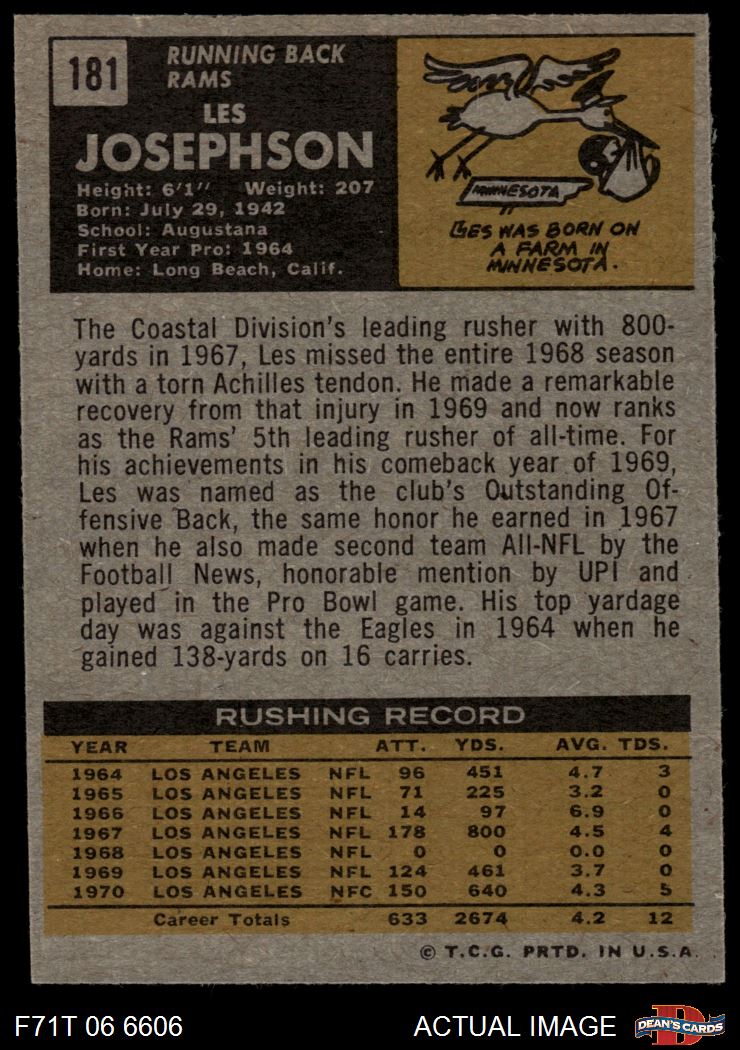 181
RUNNING BACK
RAMS
LES
JOSEPHSON
Height: 6'1" Weight: 207
Born: July 29, 1942
School: Augustana
First Year Pro: 1964
Home: Long Beach, Calif.
MINNESOTA
LES WAS BORN ON
A FARM IN
MINNESOTA.
The Coastal Division's leading rusher with 800-
yards in 1967, Les missed the entire 1968 season
with a torn Achilles tendon. He made a remarkable
recovery from that injury in 1969 and now ranks
as the Rams' 5th leading rusher of all-time. For
his achievements in his comeback year of 1969,
Les was named as the club's Outstanding Of-
fensive Back, the same honor he earned in 1967
when he also made second team All-NFL by the
Football News, honorable mention by UPI and
played in the Pro Bowl game. His top yardage
day was against the Eagles in 1964 when he
gained 138-yards on 16 carries.
RUSHING RECORD
YEAR TEAM ATT. YDS. AVG. TDS.
1964 LOS ANGELES NFL 96 451 4.7 3
1965 LOS ANGELES NFL 71 225 3.2 0
1966 LOS ANGELES NFL 14 97 6.9 0
1967 LOS ANGELES NFL 178 800 4.5 4
1968 LOS ANGELES NFL 0 0 0.0 0
1969 LOS ANGELES NFL 124 461 3.7 0
1970 LOS ANGELES NFC 150 640 4.3 5
Career Totals 633 2674 4.2 12
© T.C.G. PRTD. IN U.S.A.
F71T 06 6606 ACTUAL IMAGE
D
DEAN'S CARDS